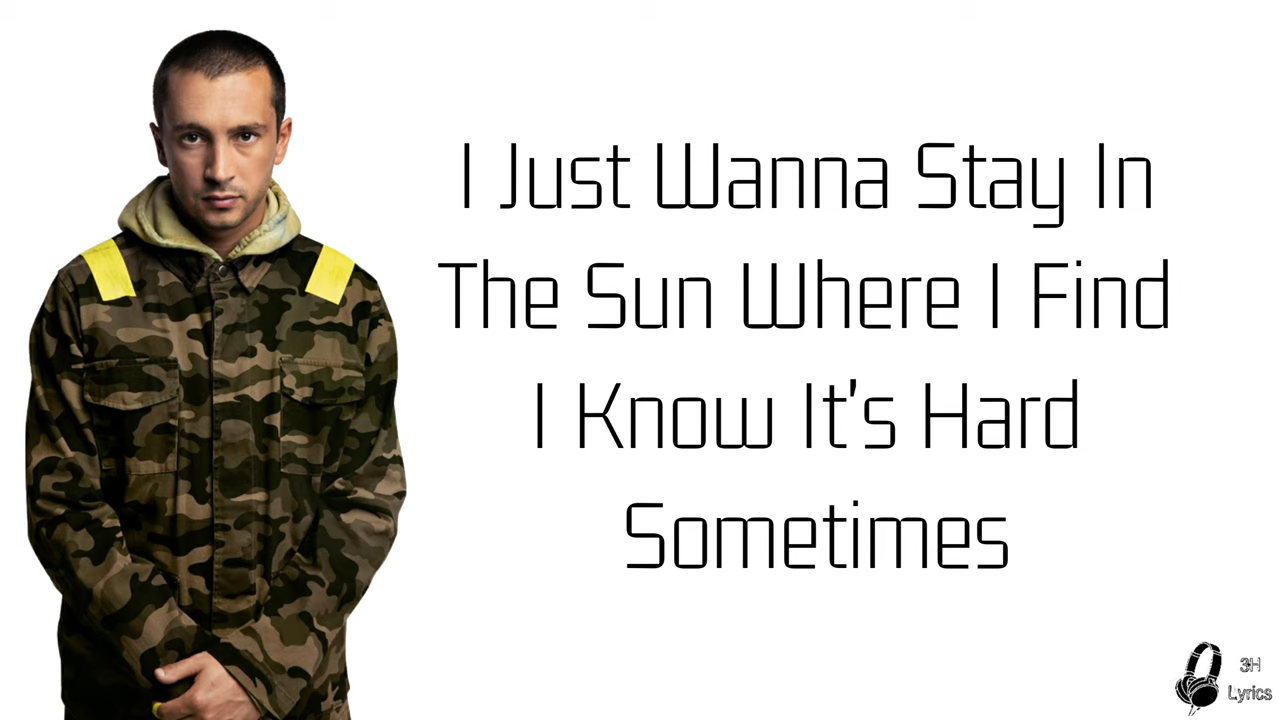 I Just Wanna Stay In
The Sun Where I Find
I Know It's Hard
Sometimes
3H
Lyrics